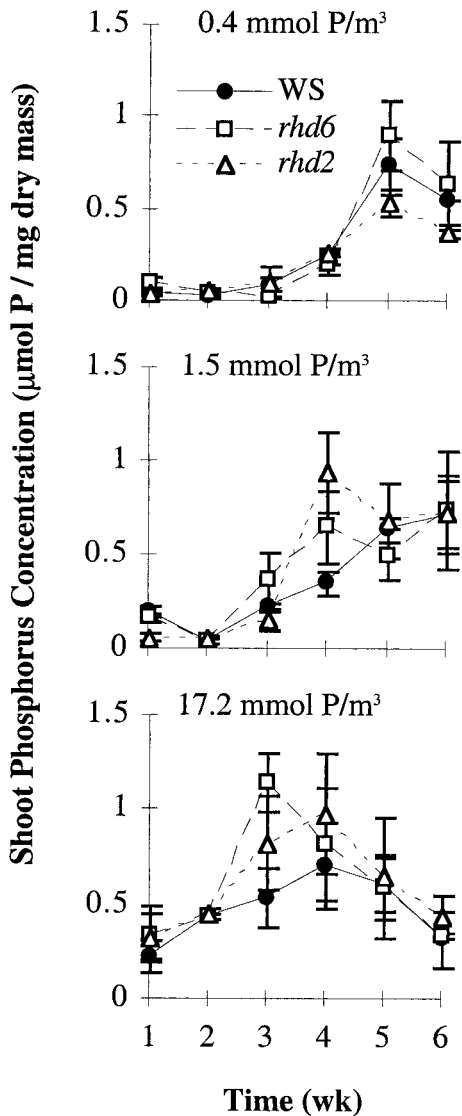 0.4 mmol P/m³
1.5
1
0.5
0
WS
rhd6
rhd2
Shoot Phosphorus Concentration (μmol P / mg dry mass)
1.5 mmol P/m³
1.5
1
0.5
0
17.2 mmol P/m³
1.5
1
0.5
0
1 2 3 4 5 6
Time (wk)